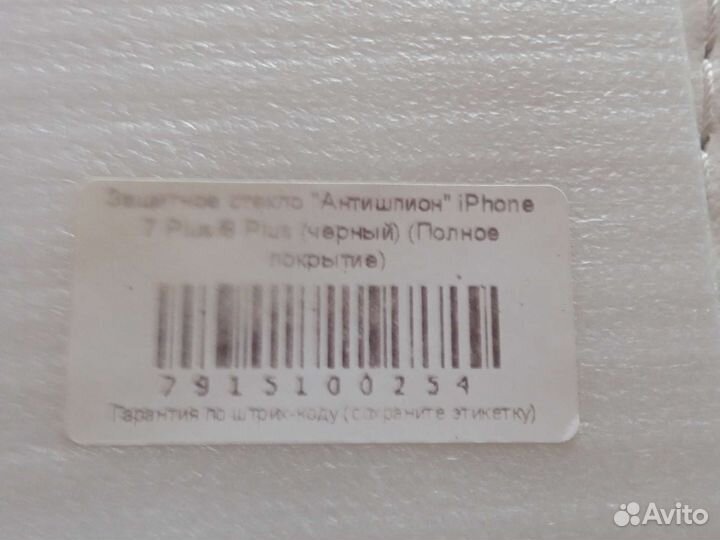 Защитное стекло "Антишпион" iPhone
7 Plus/8 Plus (черный) (Полное
покрытие)
7915100254
Гарантия по штрих-коду (сохраните этикетку)
Avito